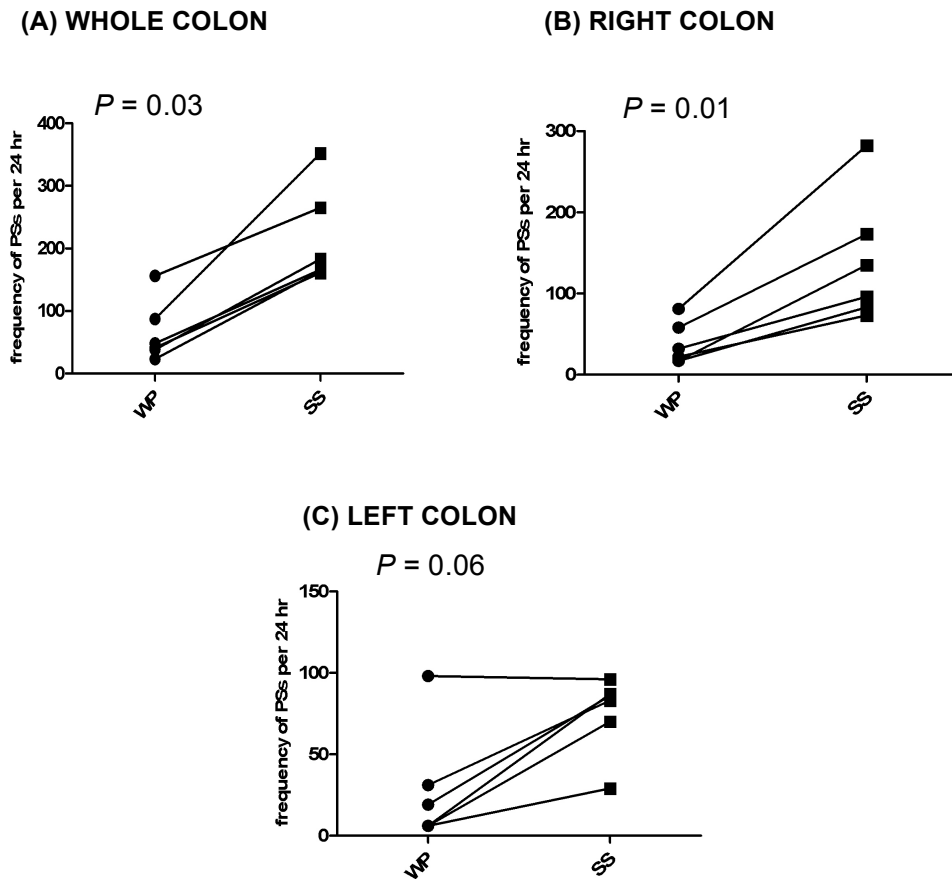 (A) WHOLE COLON
P = 0.03
frequency of PSs per 24 hr
400
300
200
100
0
WP
SS
(B) RIGHT COLON
P = 0.01
frequency of PSs per 24 hr
300
200
100
0
WP
SS
(C) LEFT COLON
P = 0.06
frequency of PSs per 24 hr
150
100
50
0
WP
SS